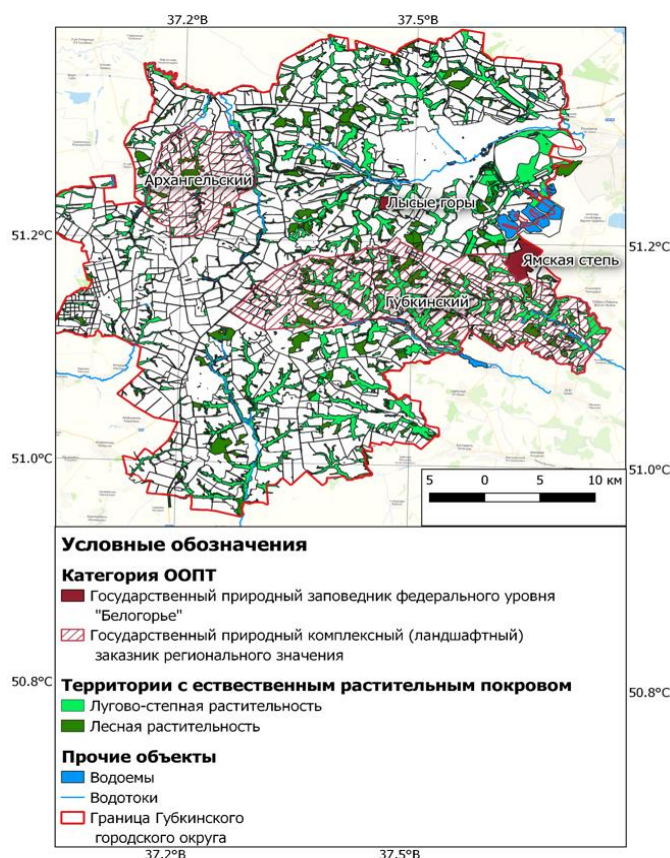 37.2°В 37.5°В
Архангельский
Лысые горы
51.2°С 51.2°С
Ямская степь
Губкинский
51.0°С 51.0°С
5 0 5 10 км
Условные обозначения
Категория ООПТ
Государственный природный заповедник федерального уровня
"Белогорье"
Государственный природный комплексный (ландшафтный)
заказник регионального значения
50.8°С 50.8°С
Территории с ествественным растительным покровом
Лугово-степная растительность
Лесная растительность
Прочие объекты
Водоемы
Водотоки
Граница Губкинского
городского округа
37.2°В 37.5°В